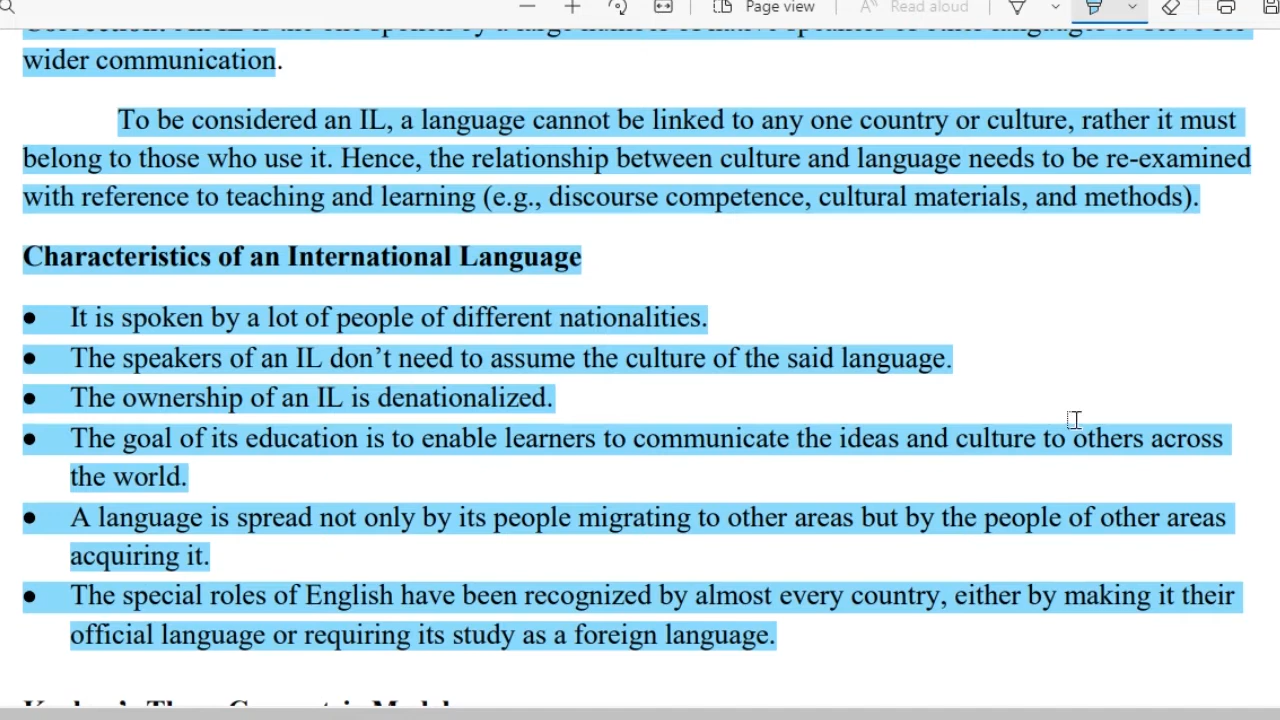 Page view
Read aloud
wider communication.
To be considered an IL, a language cannot be linked to any one country or culture, rather it must
belong to those who use it. Hence, the relationship between culture and language needs to be re-examined
with reference to teaching and learning (e.g., discourse competence, cultural materials, and methods).
Characteristics of an International Language
● It is spoken by a lot of people of different nationalities.
● The speakers of an IL don’t need to assume the culture of the said language.
● The ownership of an IL is denationalized.
● The goal of its education is to enable learners to communicate the ideas and culture to others across
the world.
● A language is spread not only by its people migrating to other areas but by the people of other areas
acquiring it.
● The special roles of English have been recognized by almost every country, either by making it their
official language or requiring its study as a foreign language.